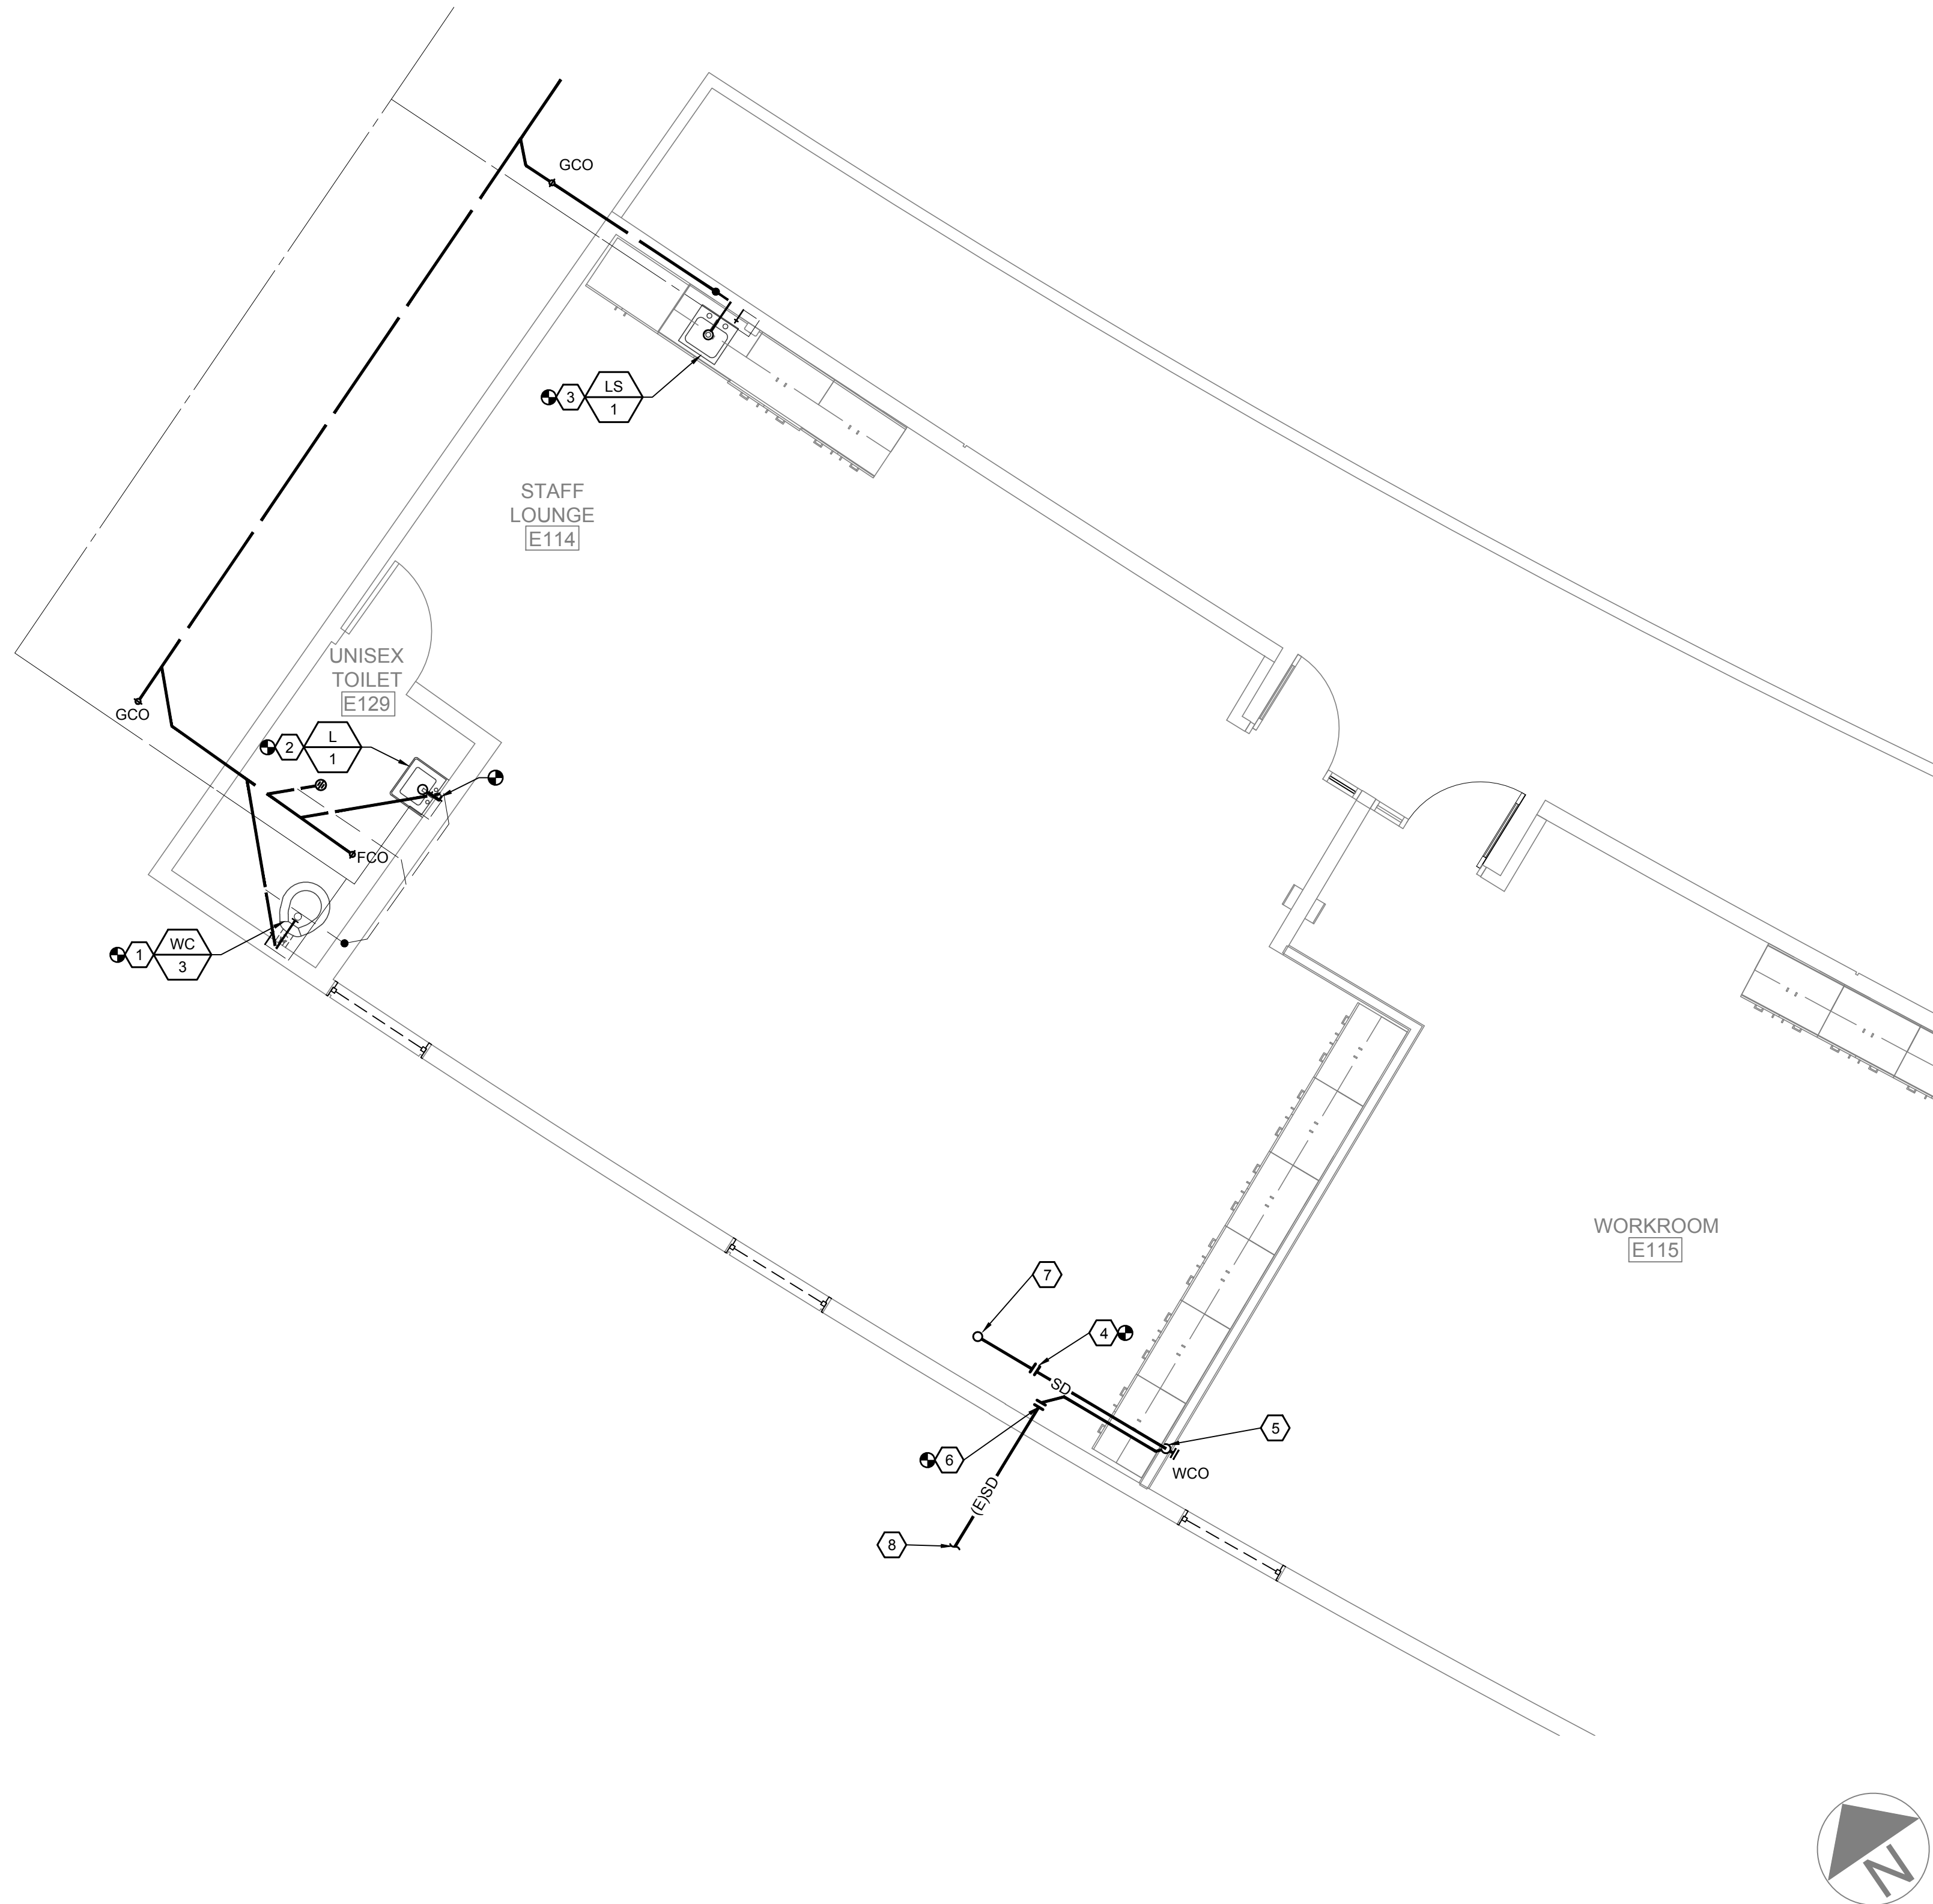 GCO
LS
3
1
STAFF
LOUNGE
E114
UNISEX
TOILET
E129
GCO
L
2
1
FCO
WC
1
3
WORKROOM
E115
7
4
SD
5
6
WCO
(E)SD
8
N